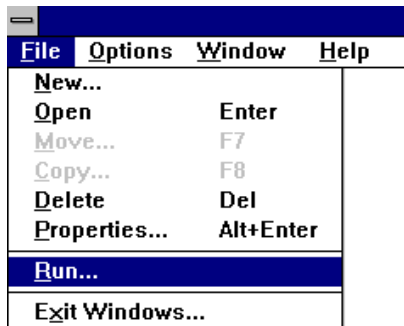 File Options Window Help
New...
Open Enter
Move... F7
Copy... F8
Delete Del
Properties... Alt+Enter
Run...
Exit Windows...